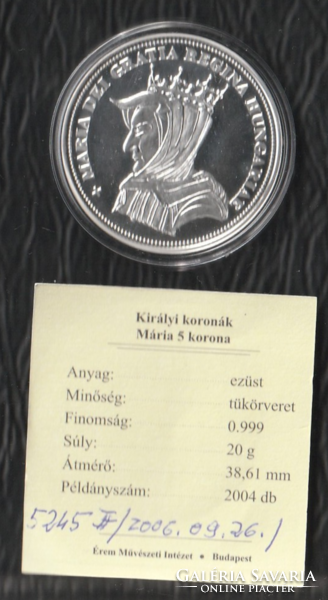 ✦ MARIA DEI GRATIA REGINA HUNGARIAE
Királyi koronák
Mária 5 korona
Anyag: ezüst
Minőség: tükörveret
Finomság: 0.999
Súly: 20 g
Átmérő: 38,61 mm
Példányszám: 2004 db
5245 II/2006.09.26./
Érem Művészeti Intézet • Budapest
GALÉRIA SAVARIA
ONLINE PIACTÉR